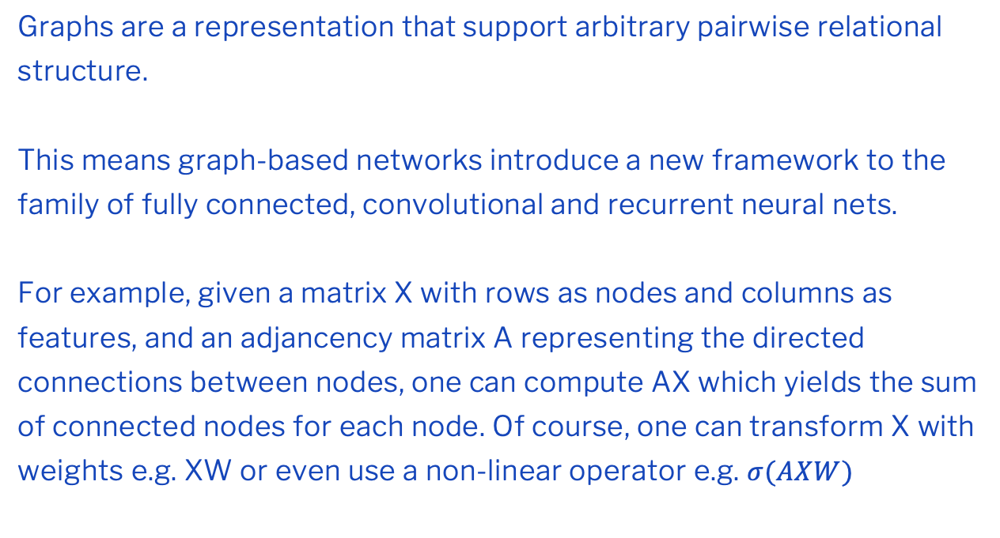 Graphs are a representation that support arbitrary pairwise relational
structure.
This means graph-based networks introduce a new framework to the
family of fully connected, convolutional and recurrent neural nets.
For example, given a matrix X with rows as nodes and columns as
features, and an adjancency matrix A representing the directed
connections between nodes, one can compute AX which yields the sum
of connected nodes for each node. Of course, one can transform X with
weights e.g. XW or even use a non-linear operator e.g. σ(AXW)